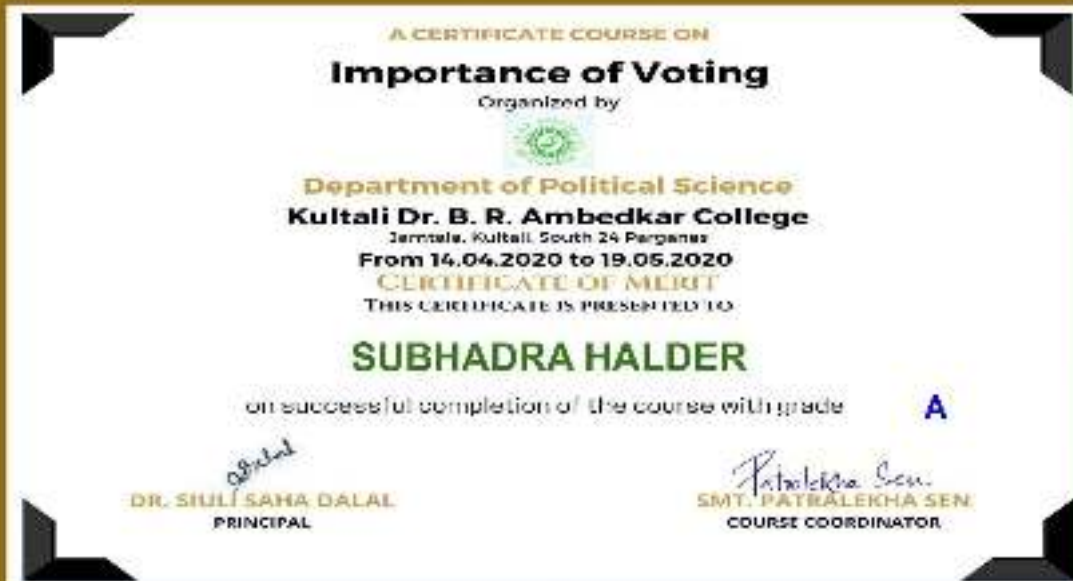 A CERTIFICATE COURSE ON
Importance of Voting
Organized by
Department of Political Science
Kultali Dr. B. R. Ambedkar College
Jamtala, Kultali, South 24 Parganas
From 14.04.2020 to 19.05.2020
CERTIFICATE OF MERIT
THIS CERTIFICATE IS PRESENTED TO
SUBHADRA HALDER
on successful completion of the course with grade A
Patralekha Sen.
DR. SIULI SAHA DALAL
SMT. PATRALEKHA SEN
PRINCIPAL
COURSE COORDINATOR